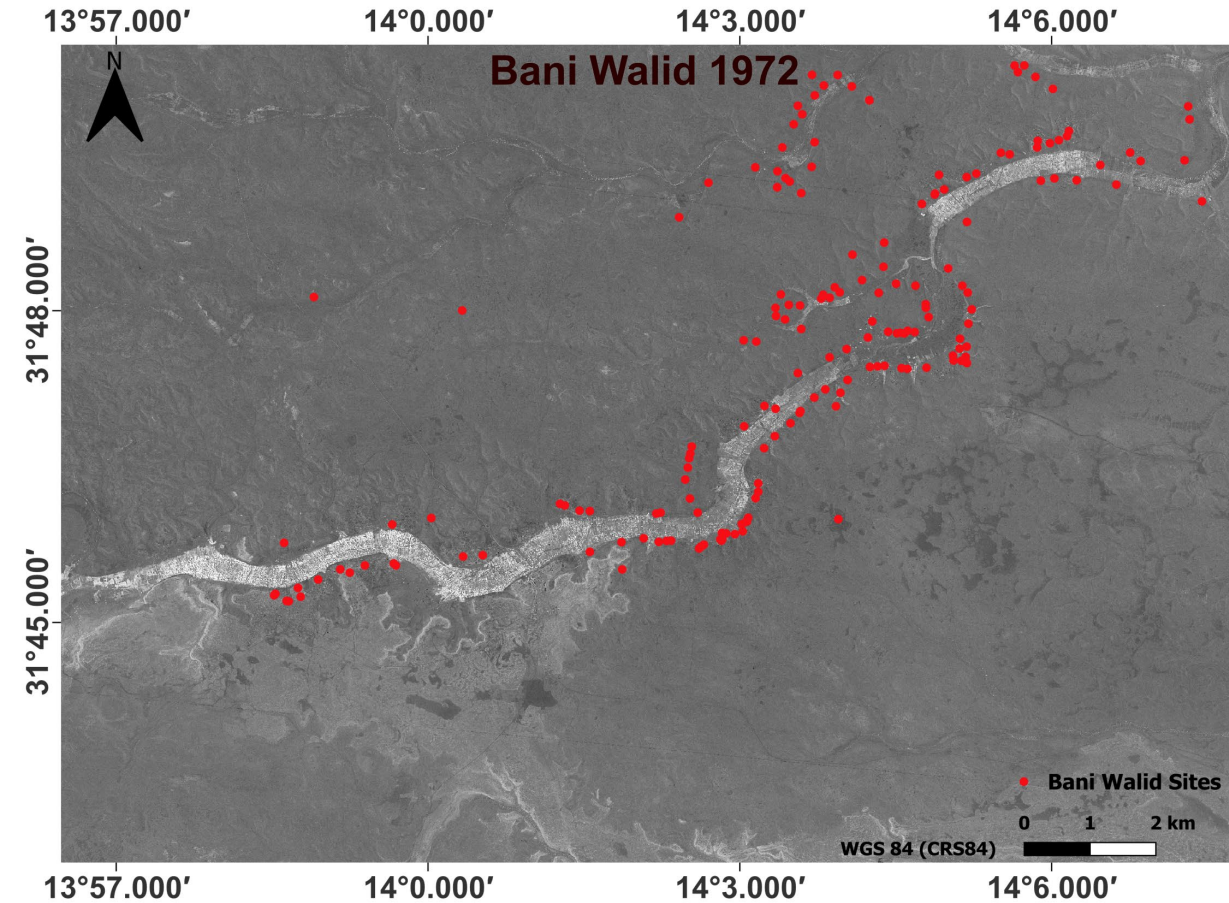 13°57.000′ 14°0.000′ 14°3.000′ 14°6.000′
N
Bani Walid 1972
31°48.000′
31°45.000′
Bani Walid Sites
0 1 2 km
WGS 84 (CRS84)
13°57.000′ 14°0.000′ 14°3.000′ 14°6.000′